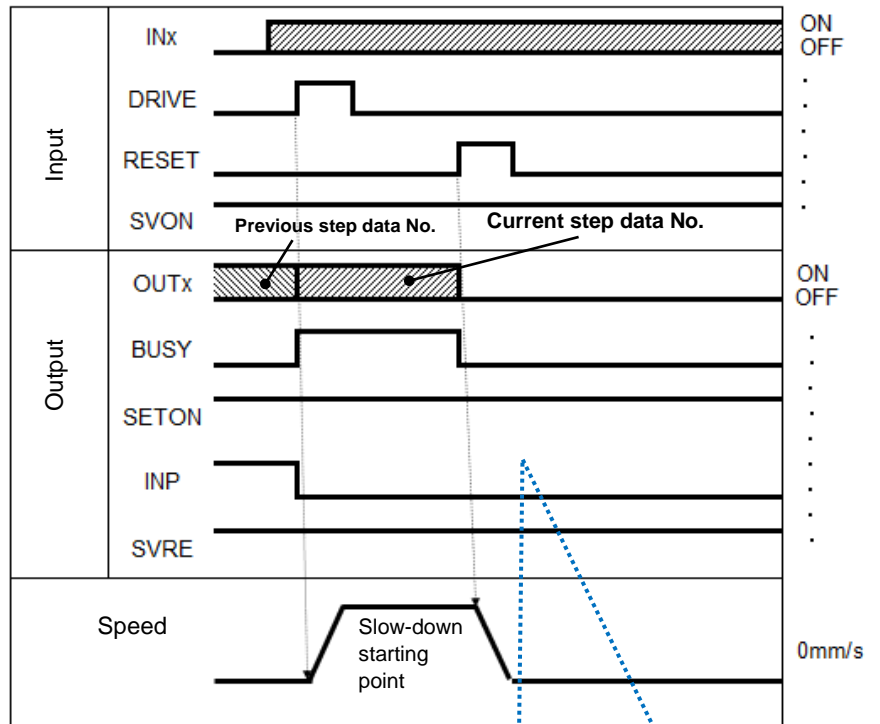 INx
ON
OFF
DRIVE
Input
RESET
SVON
Previous step data No.
Current step data No.
OUTx
ON
OFF
BUSY
Output
SETON
INP
SVRE
Speed
Slow-down
starting
point
0mm/s